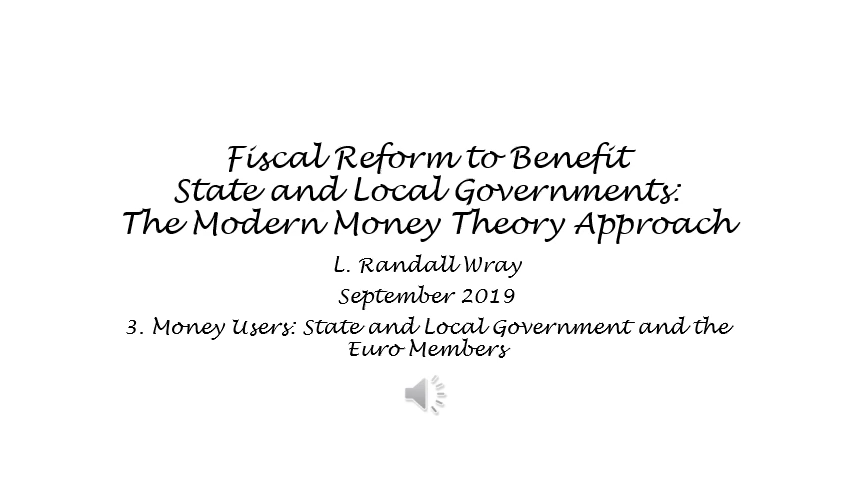 Fiscal Reform to Benefit
State and Local Governments:
The Modern Money Theory Approach
L. Randall Wray
September 2019
3. Money Users: State and Local Government and the
Euro Members